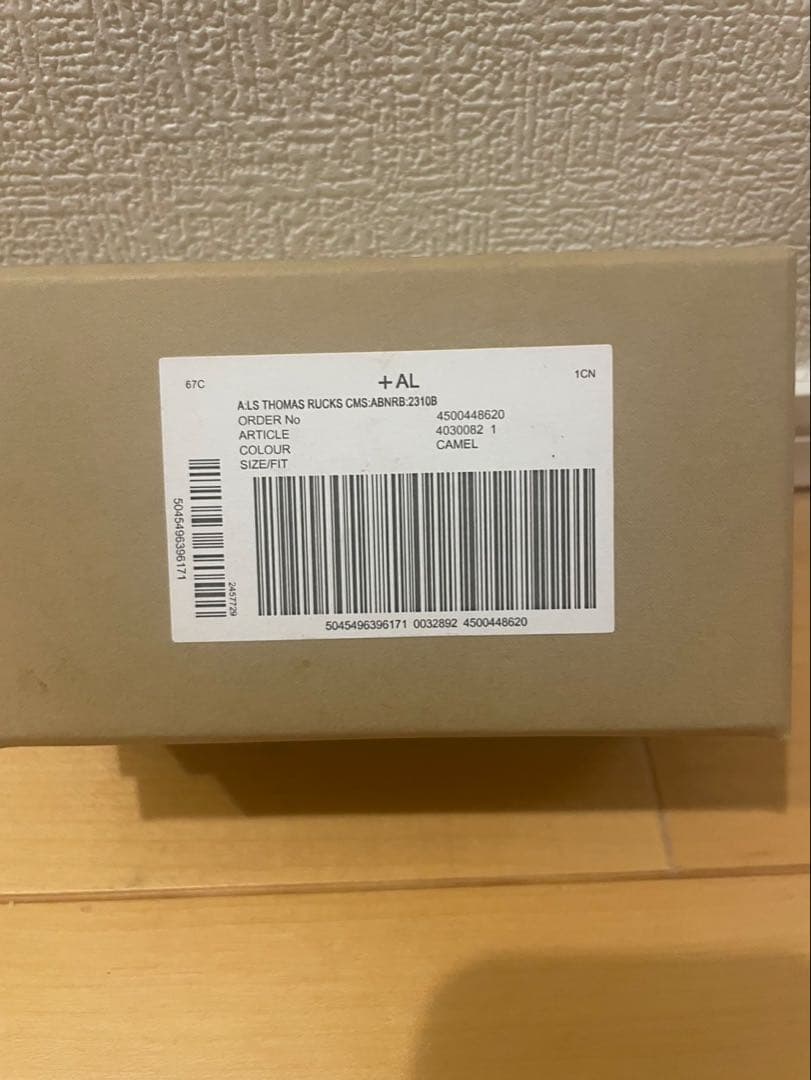 67C
+AL
1CN
A:LS THOMAS RUCKS CMS:ABNRB:2310B
ORDER No 4500448620
ARTICLE 4030082 1
COLOUR CAMEL
SIZE/FIT
5045496396171
2457729
5045496396171 0032892 4500448620